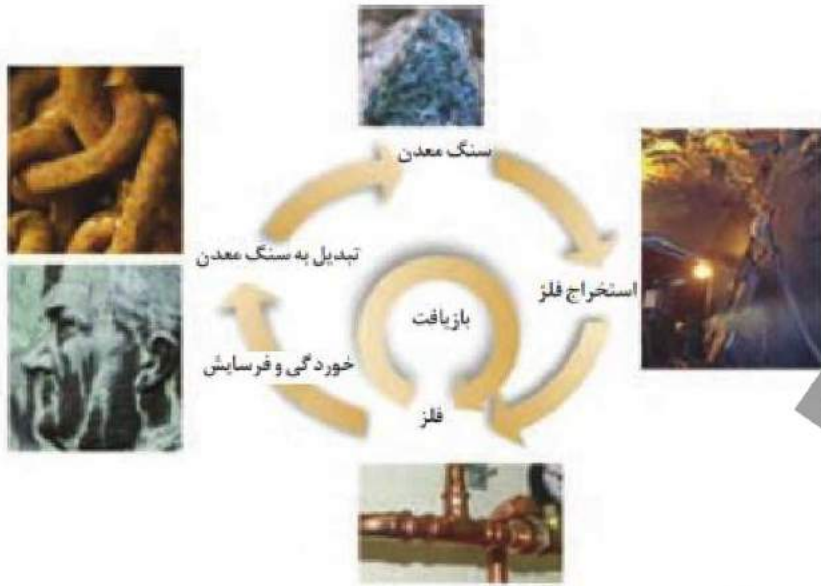 سنگ معدن
تبدیل به سنگ معدن
استخراج فلز
بازیافت
خوردگی و فرسایش
فلز